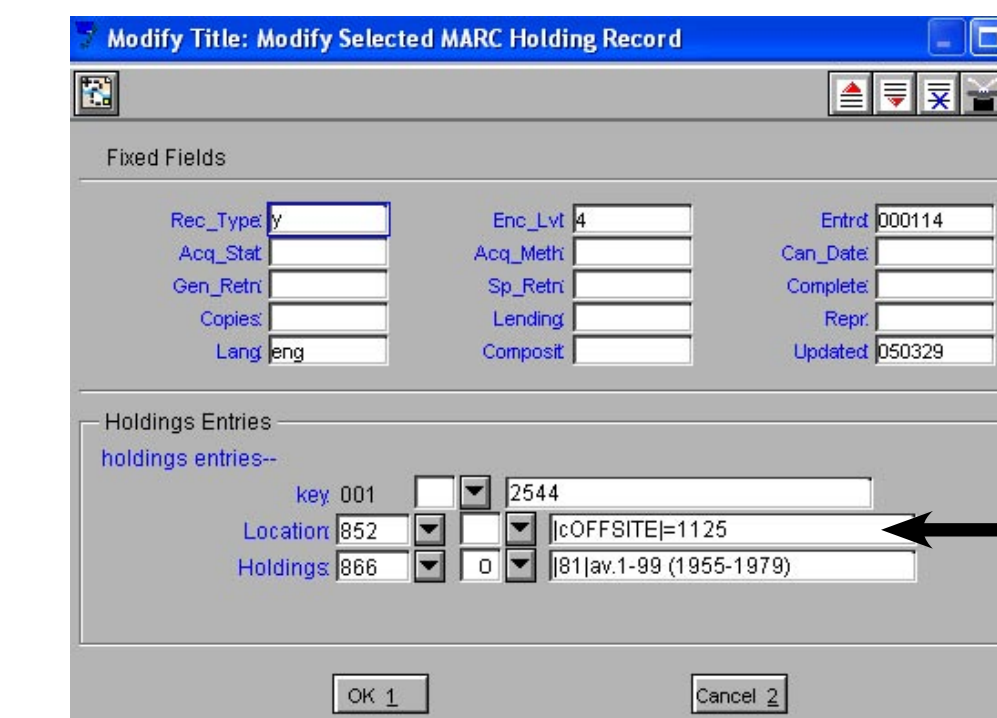 Modify Title: Modify Selected MARC Holding Record
Fixed Fields
Rec_Type: y Enc_Lvl: 4 Entrd: 000114
Acq_Stat: Acq_Meth: Can_Date:
Gen_Retn: Sp_Retn: Complete:
Copies: Lending: Repr:
Lang: eng Composit: Updated: 050329
Holdings Entries
holdings entries--
key: 001 2544
Location: 852 |cOFFSITE|=1125
Holdings: 866 0 |81|av.1-99 (1955-1979)
OK 1 Cancel 2